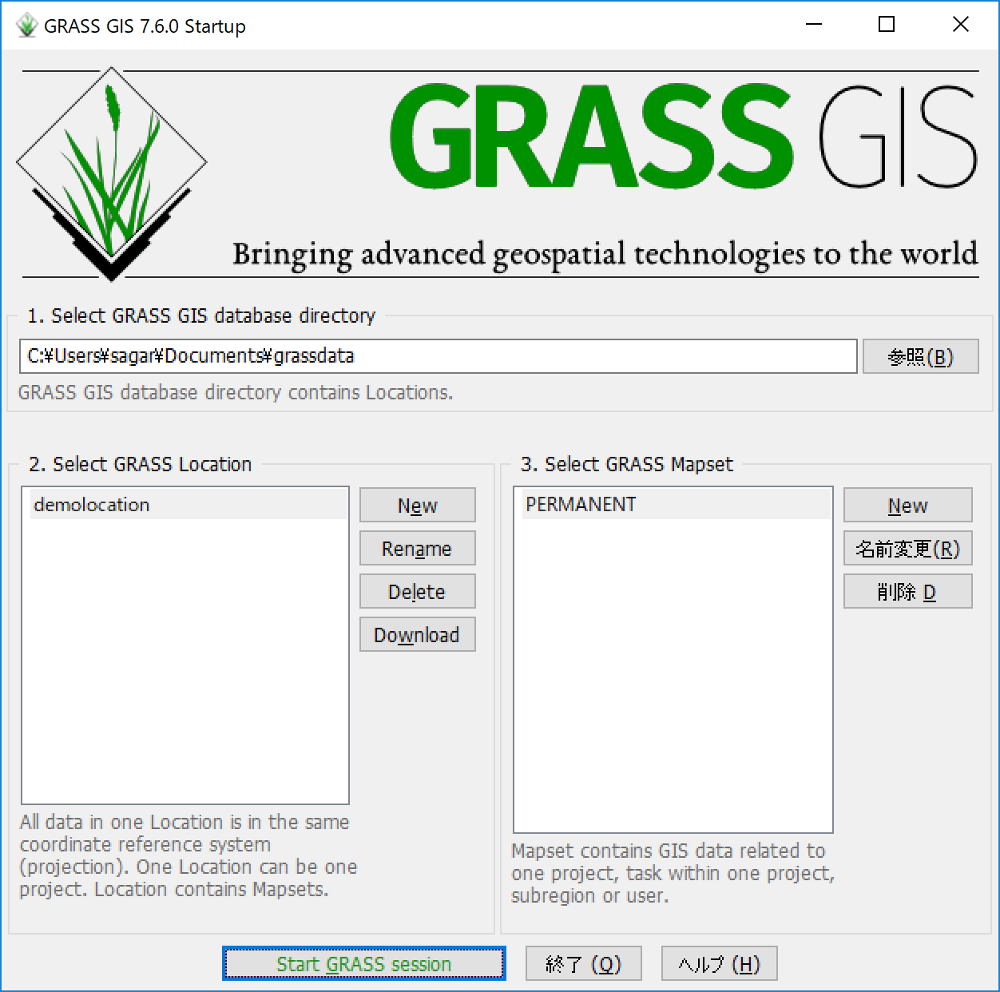 GRASS GIS 7.6.0 Startup
GRASS GIS
Bringing advanced geospatial technologies to the world
1. Select GRASS GIS database directory
C:¥Users¥sagar¥Documents¥grassdata
参照(B)
GRASS GIS database directory contains Locations.
2. Select GRASS Location
demolocation
New
Rename
Delete
Download
All data in one Location is in the same
coordinate reference system
(projection). One Location can be one
project. Location contains Mapsets.
3. Select GRASS Mapset
PERMANENT
New
名前変更(R)
削除 D
Mapset contains GIS data related to
one project, task within one project,
subregion or user.
Start GRASS session
終了 (Q)
ヘルプ (H)